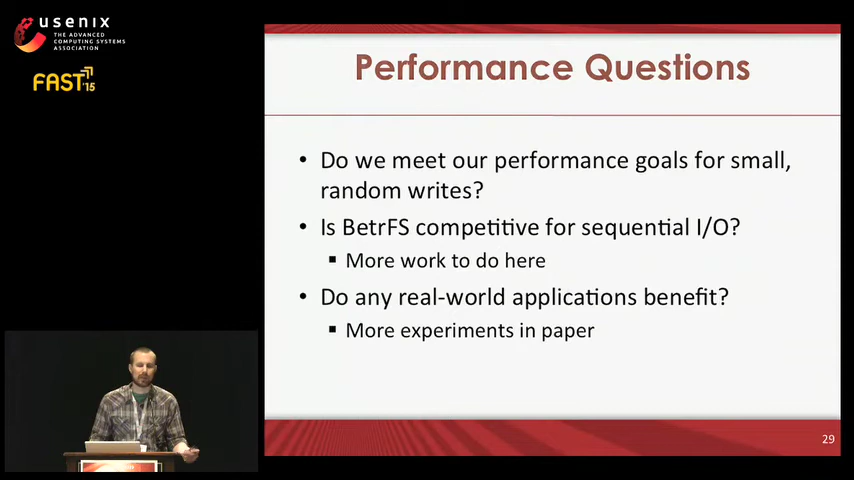 usenix
THE ADVANCED
COMPUTING SYSTEMS
ASSOCIATION
FAST '15
Performance Questions
• Do we meet our performance goals for small,
random writes?
• Is BetrFS competitive for sequential I/O?
▪ More work to do here
• Do any real-world applications benefit?
▪ More experiments in paper
29